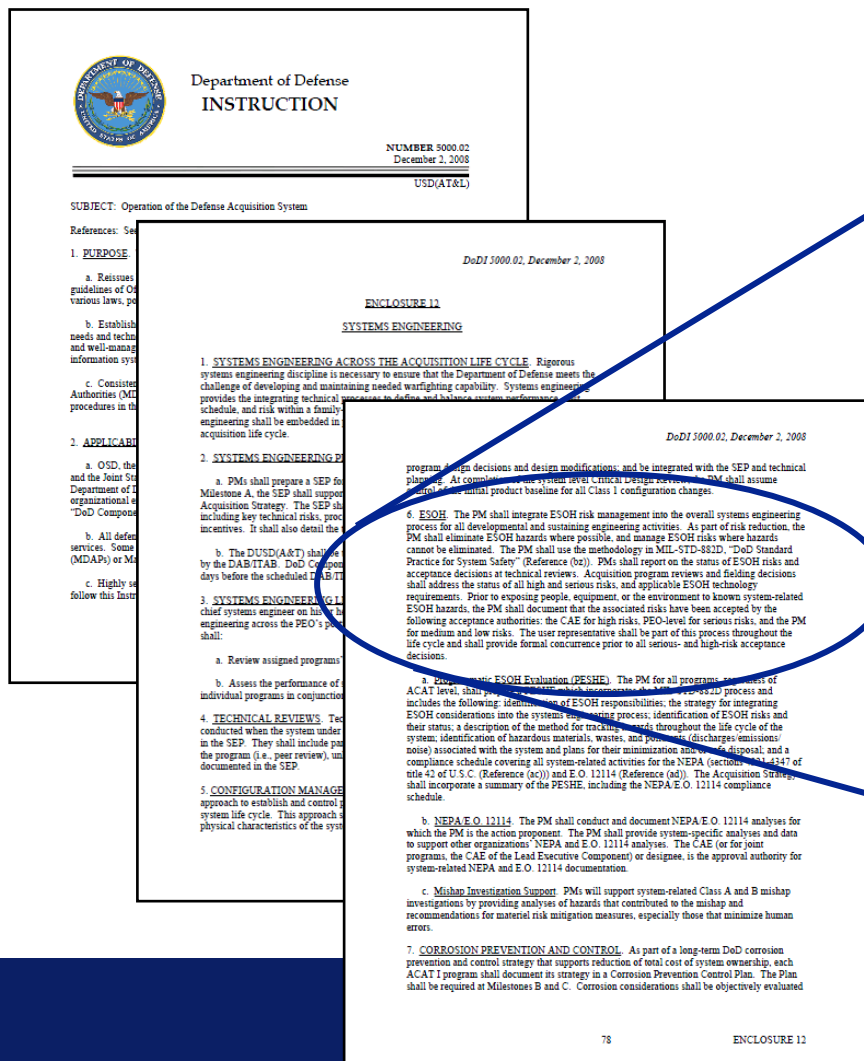 DEPARTMENT OF DEFENSE
UNITED STATES OF AMERICA
Department of Defense
INSTRUCTION
NUMBER 5000.02
December 2, 2008
USD(AT&L)
SUBJECT: Operation of the Defense Acquisition System
References: See
1. PURPOSE.
a. Reissues
guidelines of Of
various laws, po
b. Establish
needs and techn
and well-manag
information syst
c. Consisten
Authorities (MD
procedures in th
2. APPLICABI
a. OSD, the
and the Joint Sta
Department of D
organizational e
“DoD Compone
b. All defen
services. Some
(MDAPs) or Ma
c. Highly se
follow this Instr
DoDI 5000.02, December 2, 2008
ENCLOSURE 12
SYSTEMS ENGINEERING
1. SYSTEMS ENGINEERING ACROSS THE ACQUISITION LIFE CYCLE. Rigorous
systems engineering discipline is necessary to ensure that the Department of Defense meets the
challenge of developing and maintaining needed warfighting capability. Systems engineering
provides the integrating technical processes to define and balance system performance, cost,
schedule, and risk within a family-
engineering shall be embedded in
acquisition life cycle.
2. SYSTEMS ENGINEERING P
a. PMs shall prepare a SEP for
Milestone A, the SEP shall suppor
Acquisition Strategy. The SEP sh
including key technical risks, proc
incentives. It shall also detail the
b. The DUSD(A&T) shall be
by the DAB/ITAB. DoD Compon
days before the scheduled DAB/IT
3. SYSTEMS ENGINEERING L
chief systems engineer on his or he
engineering across the PEO’s po
shall:
a. Review assigned programs’
b. Assess the performance of
individual programs in conjunction
4. TECHNICAL REVIEWS. Tec
conducted when the system under
in the SEP. They shall include par
the program (i.e., peer review), un
documented in the SEP.
5. CONFIGURATION MANAGE
approach to establish and control p
system life cycle. This approach s
physical characteristics of the syst
DoDI 5000.02, December 2, 2008
program design decisions and design modifications; and be integrated with the SEP and technical
planning. At completion of the system level Critical Design Review, the PM shall assume
control of the initial product baseline for all Class 1 configuration changes.
6. ESOH. The PM shall integrate ESOH risk management into the overall systems engineering
process for all developmental and sustaining engineering activities. As part of risk reduction, the
PM shall eliminate ESOH hazards where possible, and manage ESOH risks where hazards
cannot be eliminated. The PM shall use the methodology in MIL-STD-882D, “DoD Standard
Practice for System Safety” (Reference (bz)). PMs shall report on the status of ESOH risks and
acceptance decisions at technical reviews. Acquisition program reviews and fielding decisions
shall address the status of all high and serious risks, and applicable ESOH technology
requirements. Prior to exposing people, equipment, or the environment to known system-related
ESOH hazards, the PM shall document that the associated risks have been accepted by the
following acceptance authorities: the CAE for high risks, PEO-level for serious risks, and the PM
for medium and low risks. The user representative shall be part of this process throughout the
life cycle and shall provide formal concurrence prior to all serious- and high-risk acceptance
decisions.
a. Programmatic ESOH Evaluation (PESHE). The PM for all programs, regardless of
ACAT level, shall prepare a PESHE which incorporates the MIL-STD-882D process and
includes the following: identification of ESOH responsibilities; the strategy for integrating
ESOH considerations into the systems engineering process; identification of ESOH risks and
their status; a description of the method for tracking hazards throughout the life cycle of the
system; identification of hazardous materials, wastes, and pollutants (discharges/emissions/
noise) associated with the system and plans for their minimization and/or safe disposal; and a
compliance schedule covering all system-related activities for the NEPA (sections 4321-4347 of
title 42 of U.S.C. (Reference (ac))) and E.O. 12114 (Reference (ad)). The Acquisition Strategy
shall incorporate a summary of the PESHE, including the NEPA/E.O. 12114 compliance
schedule.
b. NEPA/E.O. 12114. The PM shall conduct and document NEPA/E.O. 12114 analyses for
which the PM is the action proponent. The PM shall provide system-specific analyses and data
to support other organizations’ NEPA and E.O. 12114 analyses. The CAE (or for joint
programs, the CAE of the Lead Executive Component) or designee, is the approval authority for
system-related NEPA and E.O. 12114 documentation.
c. Mishap Investigation Support. PMs will support system-related Class A and B mishap
investigations by providing analyses of hazards that contributed to the mishap and
recommendations for materiel risk mitigation measures, especially those that minimize human
errors.
7. CORROSION PREVENTION AND CONTROL. As part of a long-term DoD corrosion
prevention and control strategy that supports reduction of total cost of system ownership, each
ACAT I program shall document its strategy in a Corrosion Prevention Control Plan. The Plan
shall be required at Milestones B and C. Corrosion considerations shall be objectively evaluated
78 ENCLOSURE 12